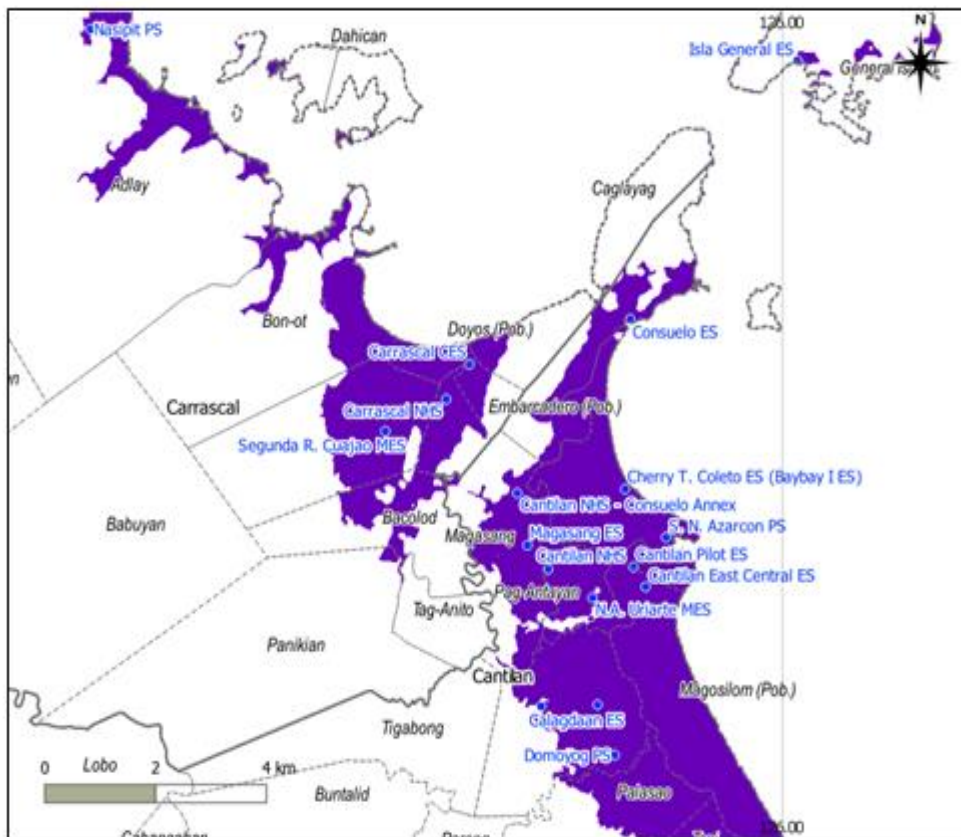 Nasipit PS
Dahican
126.00
N
Isla General ES
Adlay
Caglayag
Bon-ot
Doyos (Pob.)
Consuelo ES
Carrascal CES
Carrascal
Carrascal NHS
Embarcadero (Pob.)
Segunda R. Cuajao MES
Cherry T. Coleto ES (Baybay I ES)
Cantilan NHS - Consuelo Annex
Babuyan
Bacolod
Magasang
Magasang ES
S. N. Azarcon PS
Cantilan NHS
Cantilan Pilot ES
Cantilan East Central ES
Pag-Antayan
Tag-Anito
N.A. Uriarte MES
Panikian
Cantilan
Magosilom (Pob.)
Calagdaan ES
Tigabong
Domoyog PS
0 Lobo 2 4 km
Buntalid
Palasao
126.00